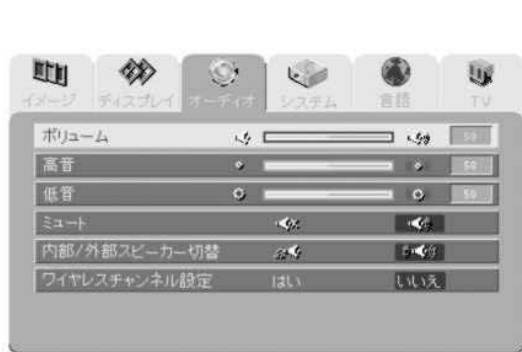 イメージ ディスプレイ オーディオ システム 言語 TV
ボリューム 50
高音 50
低音 50
ミュート
内部/外部スピーカー切替
ワイヤレスチャンネル設定 はい いいえ